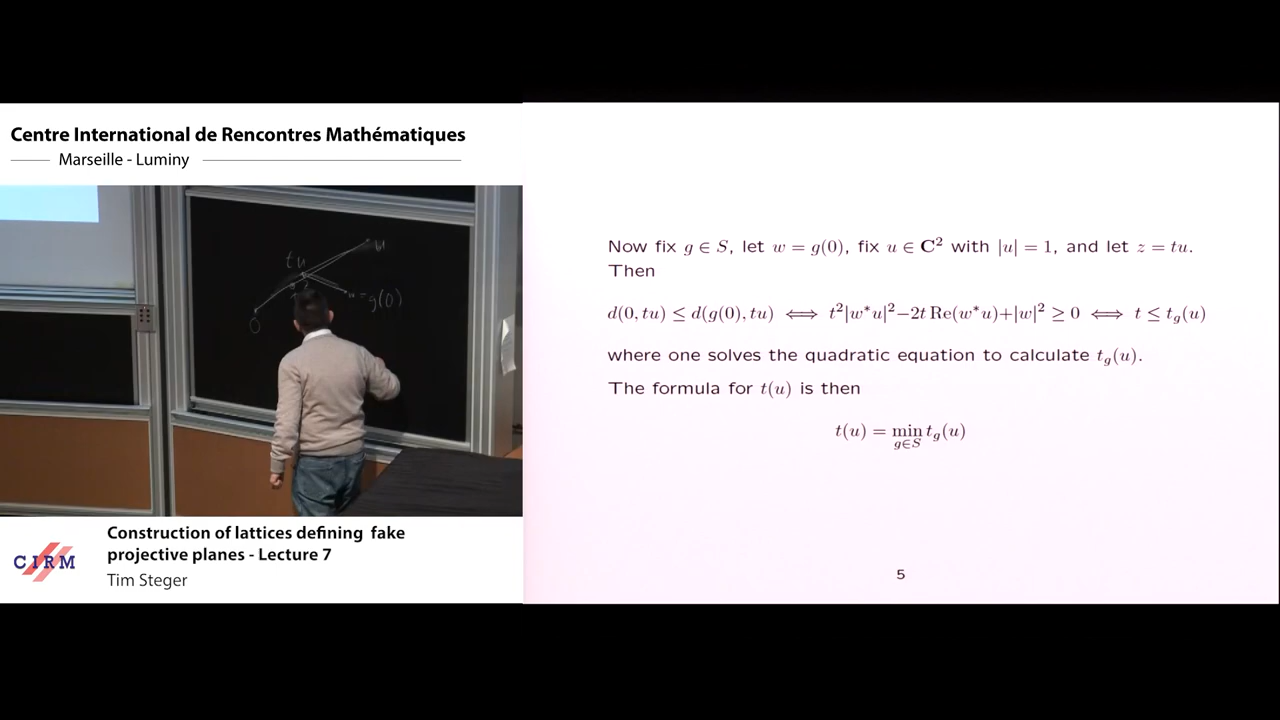 Centre International de Rencontres Mathématiques
Marseille - Luminy
tu
u
w = g(0)
0
Construction of lattices defining fake
projective planes - Lecture 7
CIRM
Tim Steger
Now fix g ∈ S, let w = g(0), fix u ∈ C² with |u| = 1, and let z = tu.
Then
d(0, tu) ≤ d(g(0), tu) ⟺ t²|w*u|²−2t Re(w*u)+|w|² ≥ 0 ⟺ t ≤ t_g(u)
where one solves the quadratic equation to calculate t_g(u).
The formula for t(u) is then
t(u) = min_{g∈S} t_g(u)
5